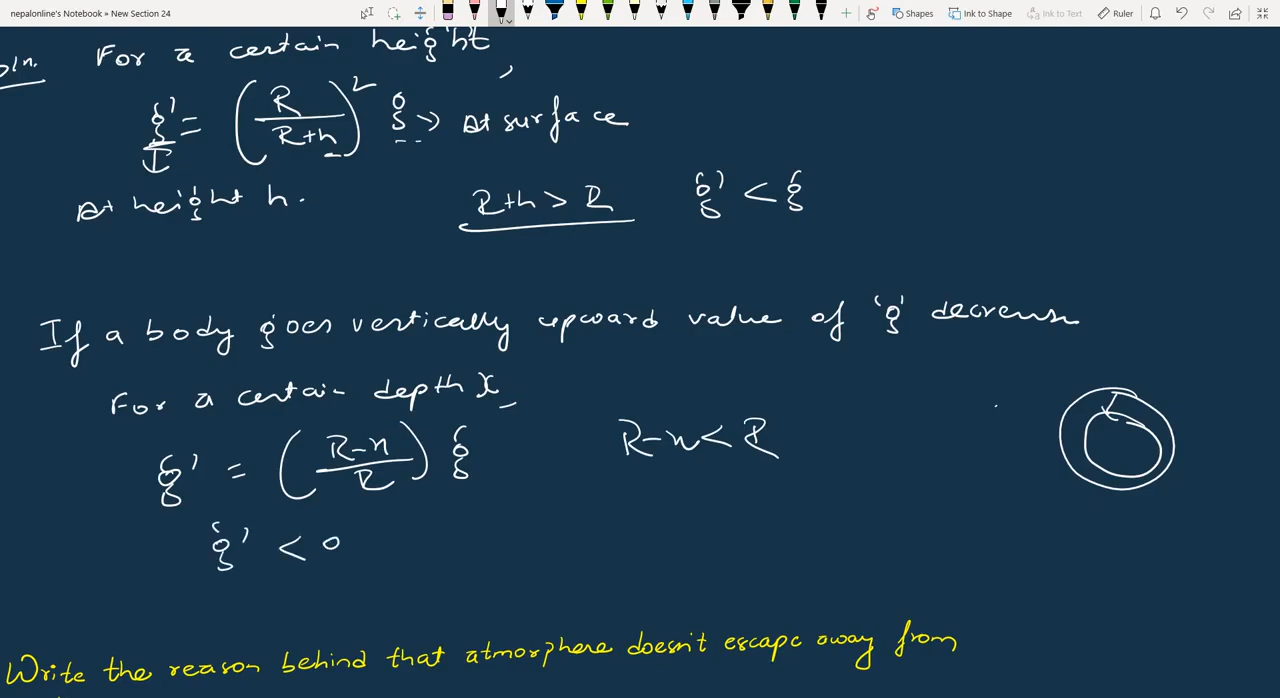 nepalonline's Notebook » New Section 24
Shapes Ink to Shape Ink to Text Ruler
For a certain height,
g' = (R/R+h)² g → At surface
At height h.
R+h > R g' < g
If a body goes vertically upward value of 'g' decreases
For a certain depth x,
g' = (R-x/R) g
R-x < R
g' <
Write the reason behind that atmorphere doesn't escape away from